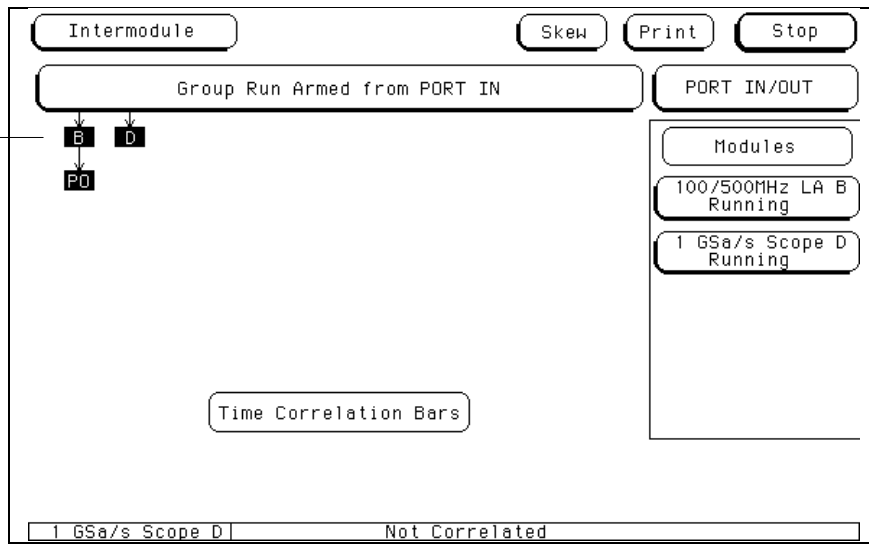 Intermodule
Skew
Print
Stop
Group Run Armed from PORT IN
PORT IN/OUT
B
D
PO
Modules
100/500MHz LA B
Running
1 GSa/s Scope D
Running
Time Correlation Bars
1 GSa/s Scope D
Not Correlated